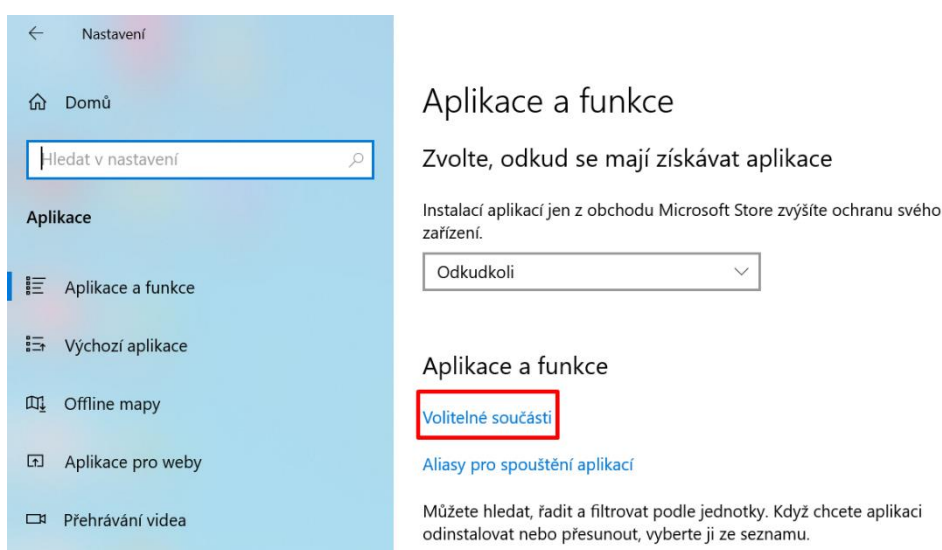 Nastavení
Domů
Hledat v nastavení
Aplikace
Aplikace a funkce
Výchozí aplikace
Offline mapy
Aplikace pro weby
Přehrávání videa
Aplikace a funkce
Zvolte, odkud se mají získávat aplikace
Instalací aplikací jen z obchodu Microsoft Store zvýšíte ochranu svého
zařízení.
Odkudkoli
Aplikace a funkce
Volitelné součásti
Aliasy pro spouštění aplikací
Můžete hledat, řadit a filtrovat podle jednotky. Když chcete aplikaci
odinstalovat nebo přesunout, vyberte ji ze seznamu.